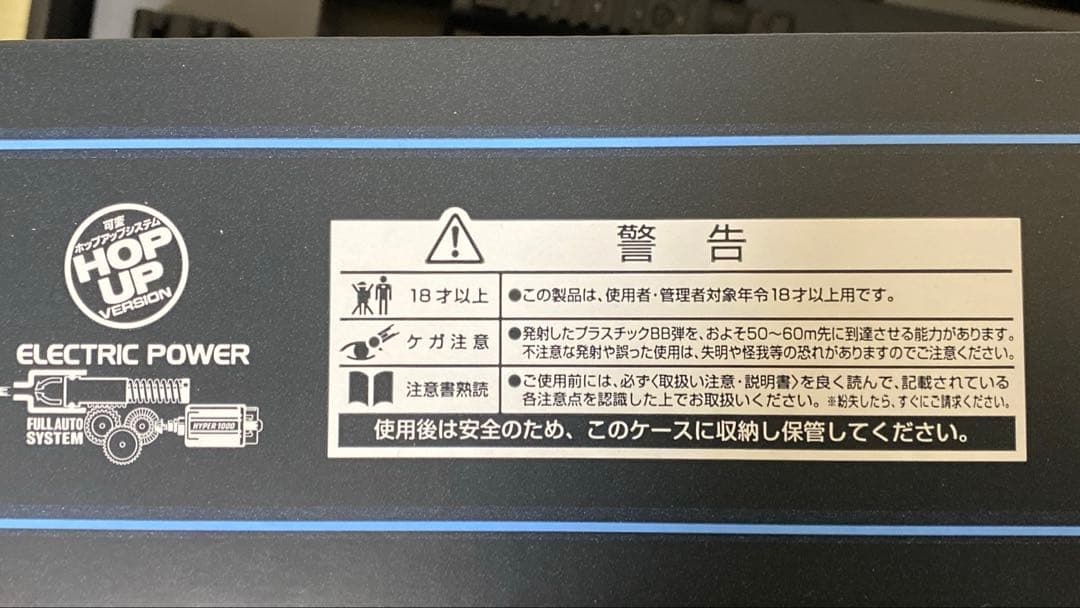 可変
ホップアップシステム
HOP
UP
VERSION
ELECTRIC POWER
FULL AUTO
SYSTEM
HYPER 1000
警告
18才以上
●この製品は、使用者・管理者対象年令18才以上用です。
ケガ注意
●発射したプラスチックBB弾を、およそ50〜60m先に到達させる能力があります。
不注意な発射や誤った使用は、失明や怪我等の恐れがありますのでご注意ください。
注意書熟読
●ご使用前には、必ず〈取扱い注意・説明書〉を良く読んで、記載されている
各注意点を認識した上でお取扱いください。※紛失したら、すぐにご請求ください。
使用後は安全のため、このケースに収納し保管してください。